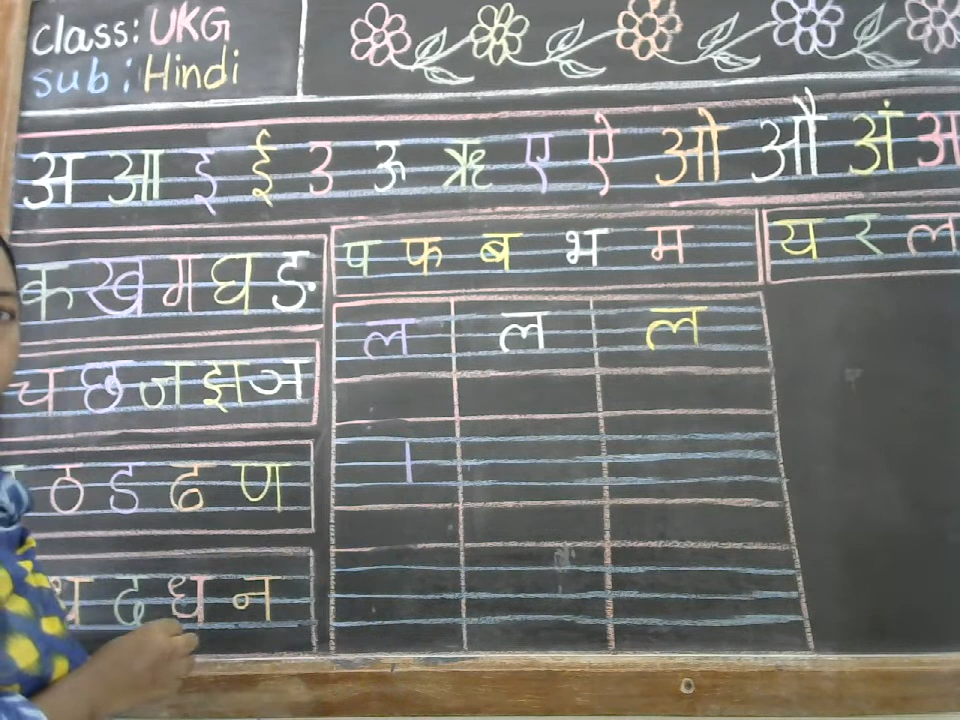 class: UKG
sub: Hindi
अ आ इ ई उ ऊ ऋ ए ऐ ओ औ अं अ
क ख ग घ ङ
प फ ब भ म
य र ल
ल ल ल
च छ ज झ ञ
ठ ड ढ ण
थ द ध न